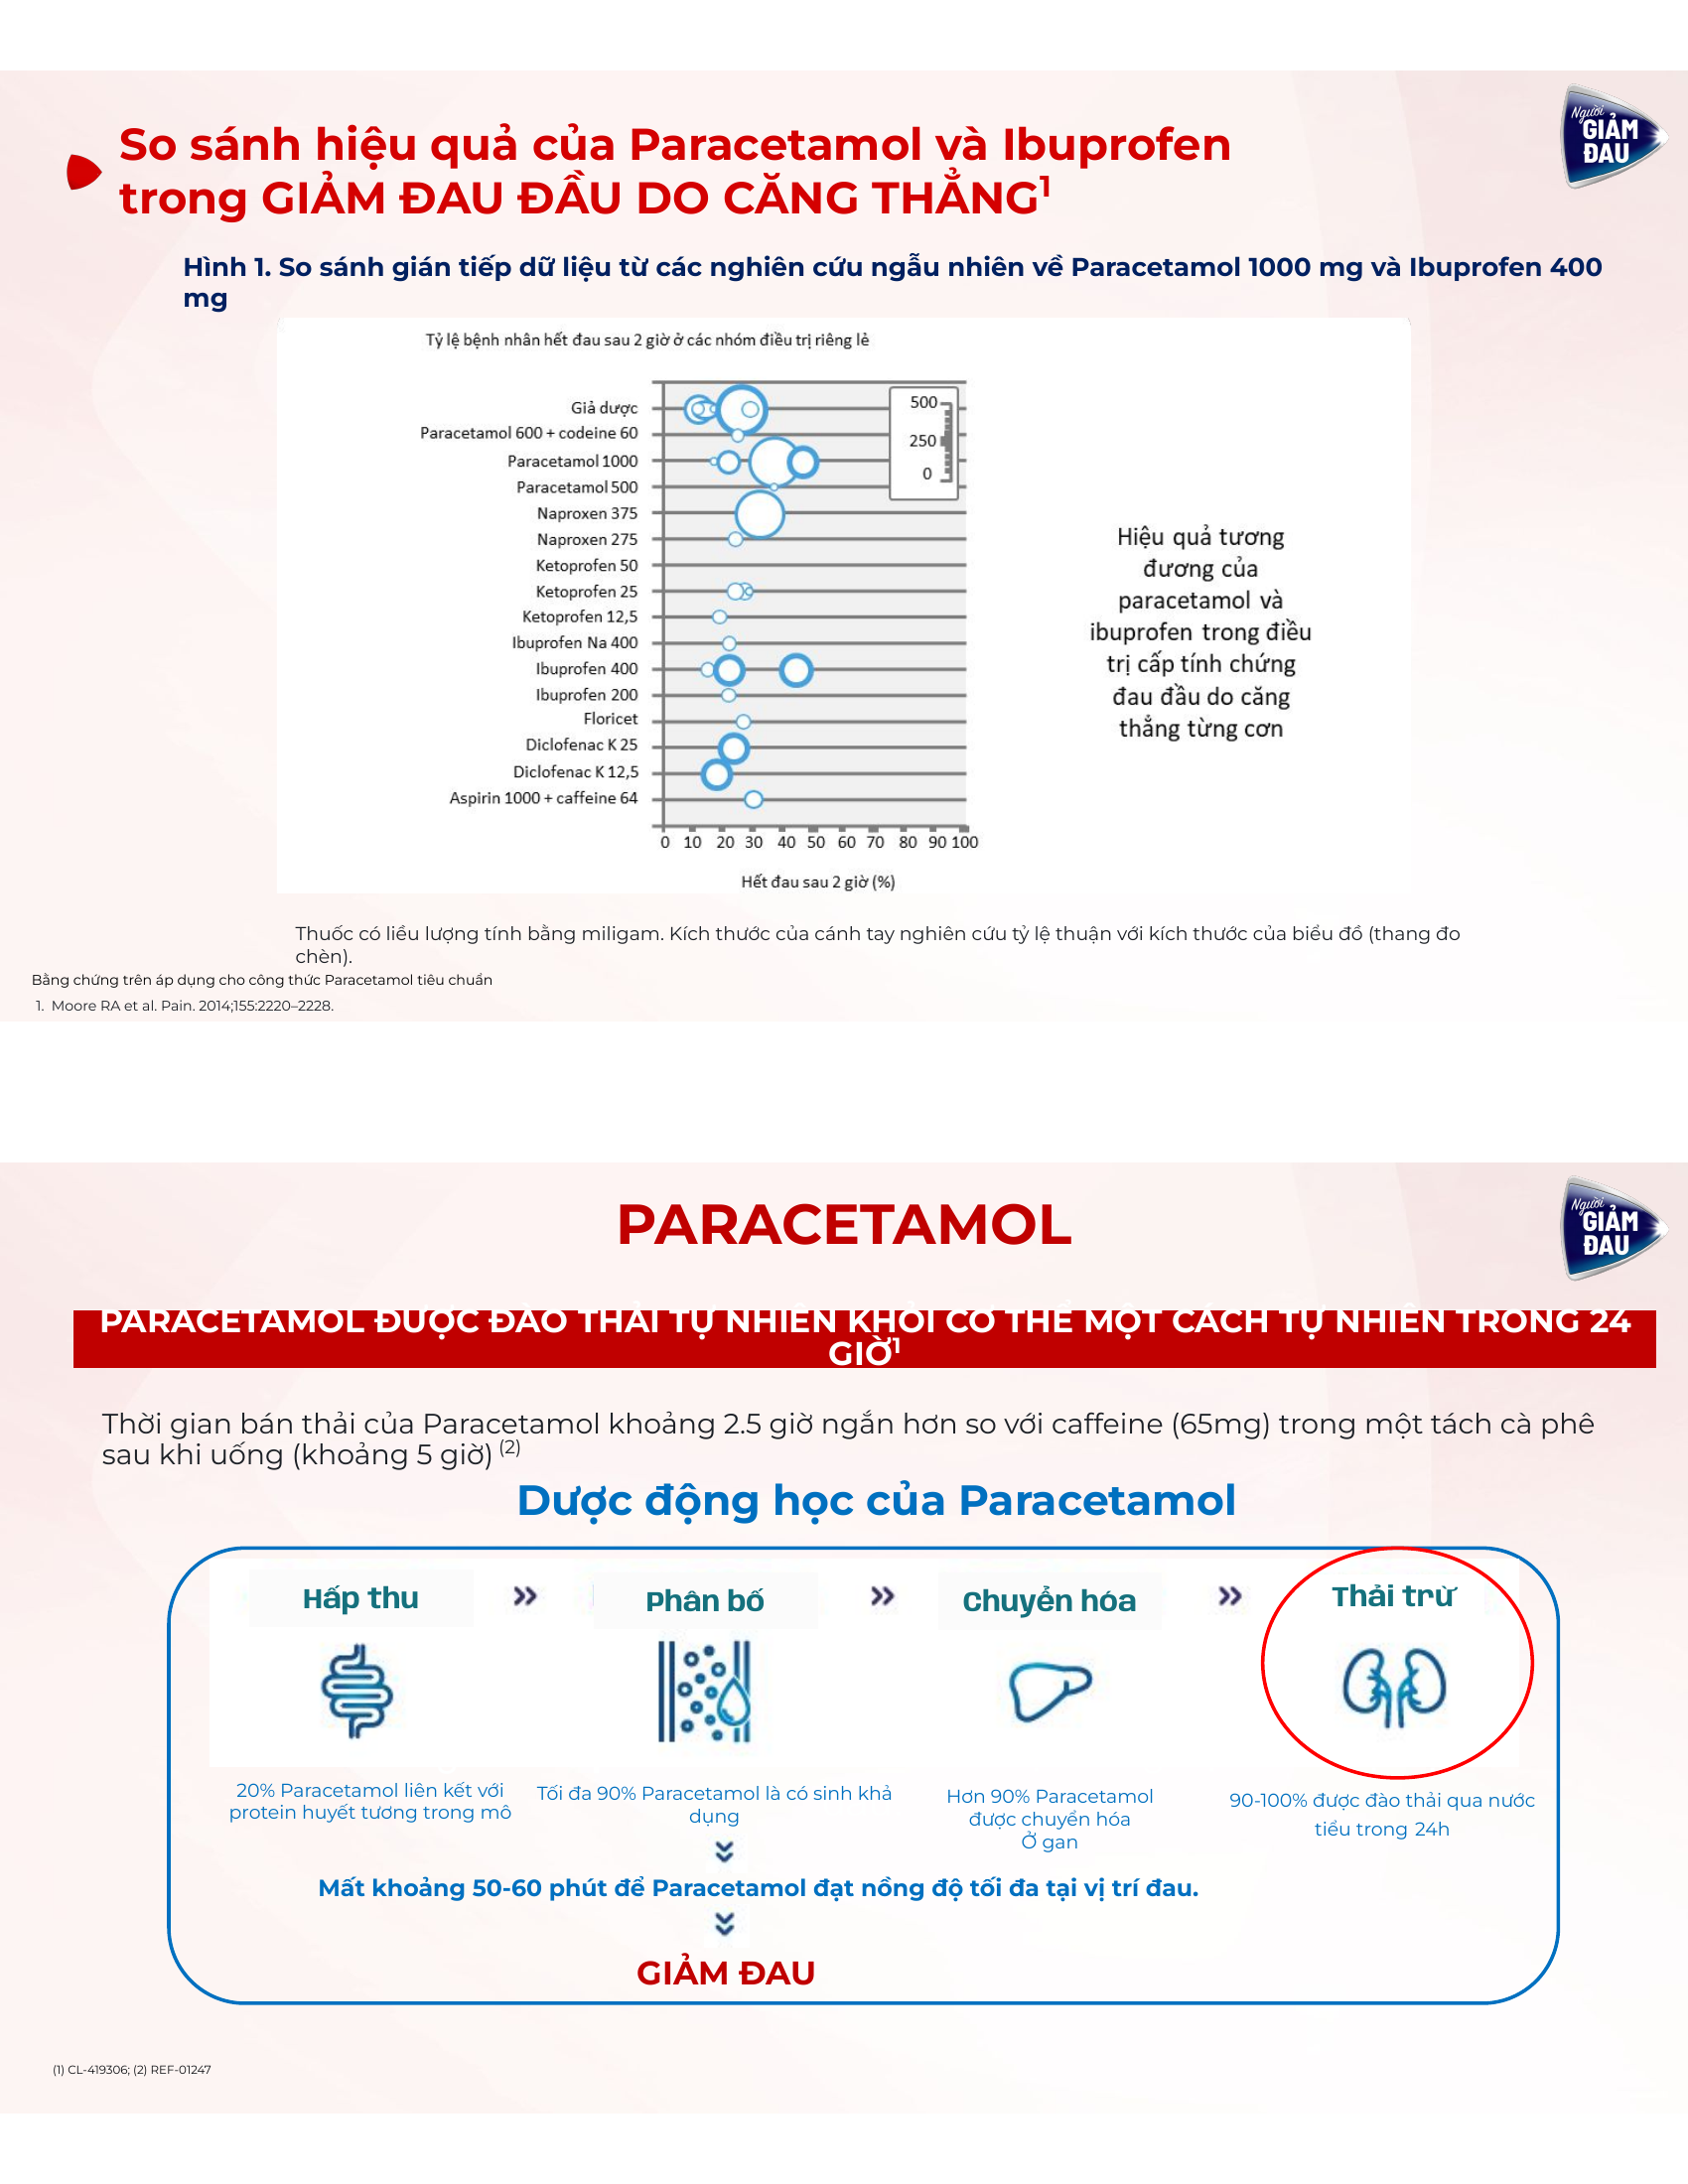 So sánh hiệu quả của Paracetamol và Ibuprofen
trong GIẢM ĐAU ĐẦU DO CĂNG THẲNG¹
Người
GIẢM
ĐAU
Hình 1. So sánh gián tiếp dữ liệu từ các nghiên cứu ngẫu nhiên về Paracetamol 1000 mg và Ibuprofen 400
mg
Tỷ lệ bệnh nhân hết đau sau 2 giờ ở các nhóm điều trị riêng lẻ
Giả dược
Paracetamol 600 + codeine 60
Paracetamol 1000
Paracetamol 500
Naproxen 375
Naproxen 275
Ketoprofen 50
Ketoprofen 25
Ketoprofen 12,5
Ibuprofen Na 400
Ibuprofen 400
Ibuprofen 200
Floricet
Diclofenac K 25
Diclofenac K 12,5
Aspirin 1000 + caffeine 64
500
250
0
0 10 20 30 40 50 60 70 80 90 100
Hết đau sau 2 giờ (%)
Hiệu quả tương
đương của
paracetamol và
ibuprofen trong điều
trị cấp tính chứng
đau đầu do căng
thẳng từng cơn
Thuốc có liều lượng tính bằng miligam. Kích thước của cánh tay nghiên cứu tỷ lệ thuận với kích thước của biểu đồ (thang đo
chèn).
Bằng chứng trên áp dụng cho công thức Paracetamol tiêu chuẩn
1. Moore RA et al. Pain. 2014;155:2220–2228.
PARACETAMOL
Người
GIẢM
ĐAU
PARACETAMOL ĐƯỢC ĐÀO THẢI TỰ NHIÊN KHỎI CƠ THỂ MỘT CÁCH TỰ NHIÊN TRONG 24
GIỜ¹
Thời gian bán thải của Paracetamol khoảng 2.5 giờ ngắn hơn so với caffeine (65mg) trong một tách cà phê
sau khi uống (khoảng 5 giờ) (2)
Dược động học của Paracetamol
Hấp thu
Phân bố
Chuyển hóa
Thải trừ
20% Paracetamol liên kết với
protein huyết tương trong mô
Tối đa 90% Paracetamol là có sinh khả
dụng
Hơn 90% Paracetamol
được chuyển hóa
Ở gan
90-100% được đào thải qua nước
tiểu trong 24h
Mất khoảng 50-60 phút để Paracetamol đạt nồng độ tối đa tại vị trí đau.
GIẢM ĐAU
(1) CL-419306; (2) REF-01247